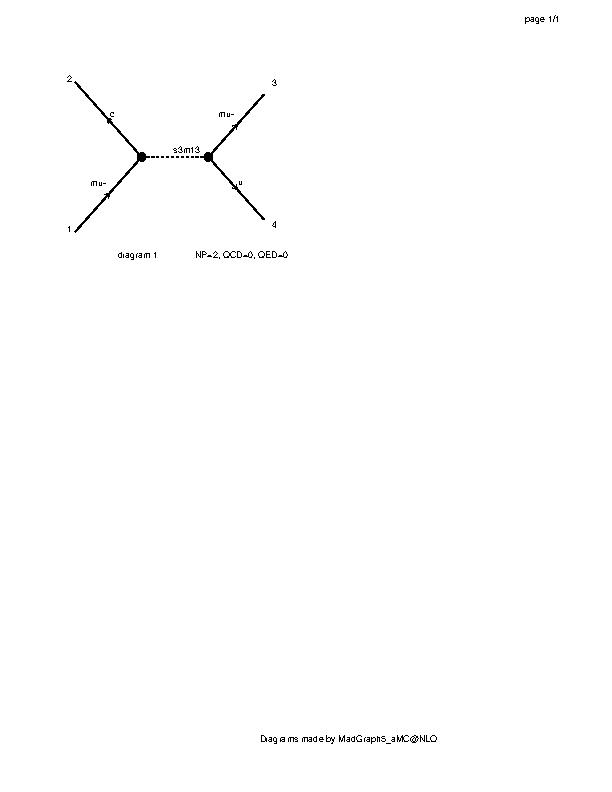 page 1/1
2
3
c
mu-
s3m13
mu-
u
1
4
diagram 1 NP=2, QCD=0, QED=0
Diagrams made by MadGraph5_aMC@NLO